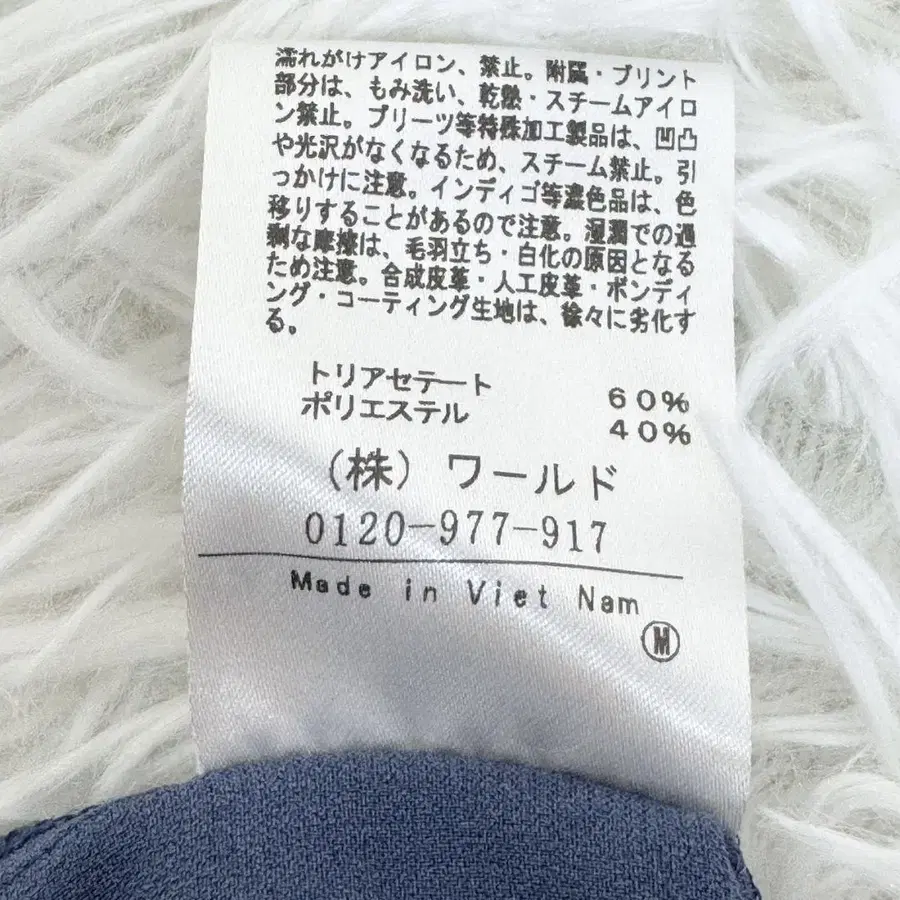 濡れがけアイロン、禁止。附属・プリント
部分は、もみ洗い、乾燥・スチームアイロ
ン禁止。プリーツ等特殊加工製品は、凹凸
や光沢がなくなるため、スチーム禁止。引
っかけに注意。インディゴ等濃色品は、色
移りすることがあるので注意。湿潤での過
剰な摩擦は、毛羽立ち・白化の原因となる
ため注意。合成皮革・人工皮革・ボンディ
ング・コーティング生地は、徐々に劣化す
る。
トリアセテート 60%
ポリエステル 40%
(株) ワールド
0120-977-917
Made in Viet Nam
M